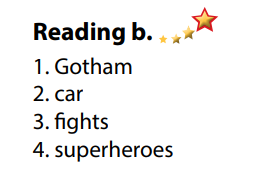 Reading b.
1. Gotham
2. car
3. fights
4. superheroes